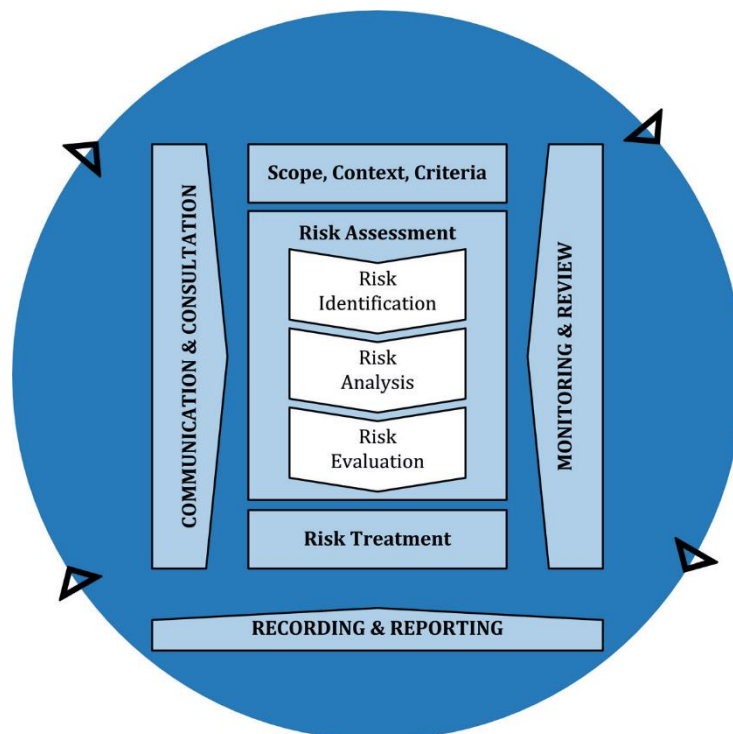 Scope, Context, Criteria
Risk Assessment
Risk
Identification
Risk
Analysis
Risk
Evaluation
Risk Treatment
COMMUNICATION & CONSULTATION
MONITORING & REVIEW
RECORDING & REPORTING